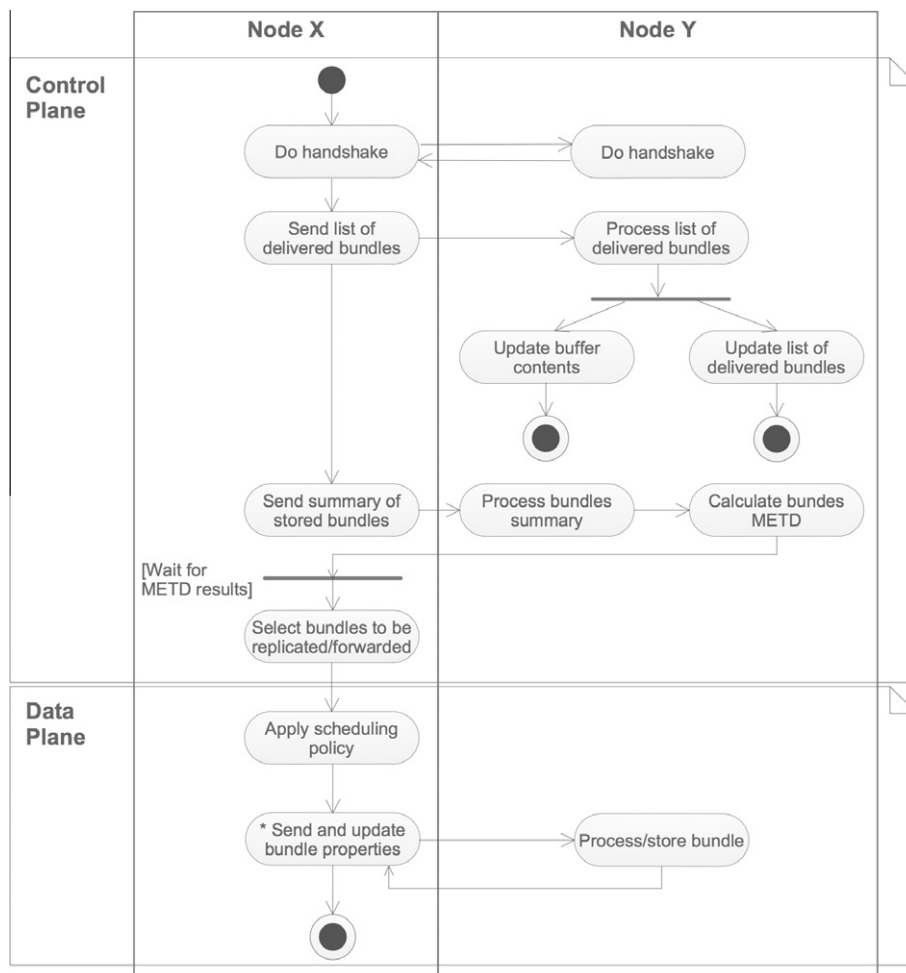 Node X
Node Y
Control
Plane
Do handshake
Do handshake
Send list of
delivered bundles
Process list of
delivered bundles
Update buffer
contents
Update list of
delivered bundles
Send summary of
stored bundles
Process bundles
summary
Calculate bundes
METD
[Wait for
METD results]
Select bundles to be
replicated/forwarded
Data
Plane
Apply scheduling
policy
* Send and update
bundle properties
Process/store bundle